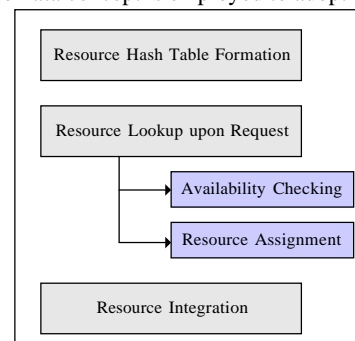 Resource Hash Table Formation
Resource Lookup upon Request
Availability Checking
Resource Assignment
Resource Integration